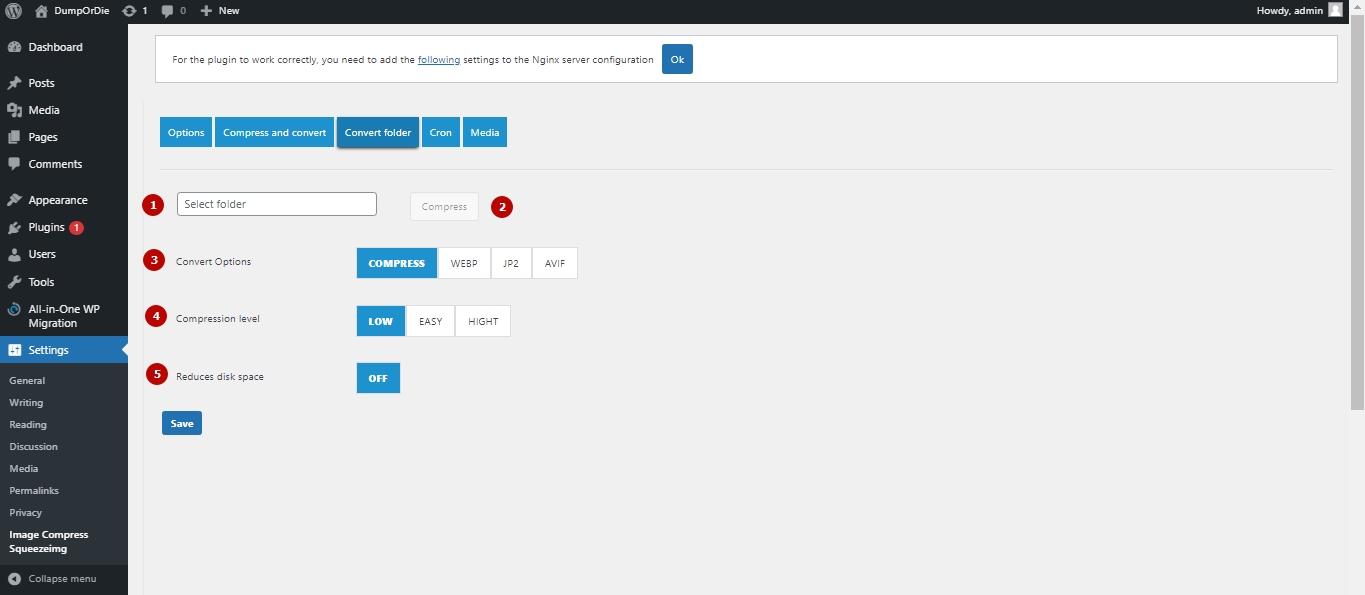 DumpOrDie 1 0 New Howdy, admin
Dashboard
Posts
Media
Pages
Comments
Appearance
Plugins 1
Users
Tools
All-in-One WP
Migration
Settings
General
Writing
Reading
Discussion
Media
Permalinks
Privacy
Image Compress
Squeezeimg
Collapse menu
For the plugin to work correctly, you need to add the following settings to the Nginx server configuration Ok
Options Compress and convert Convert folder Cron Media
1 Select folder Compress 2
3 Convert Options COMPRESS WEBP JP2 AVIF
4 Compression level LOW EASY HIGHT
5 Reduces disk space OFF
Save